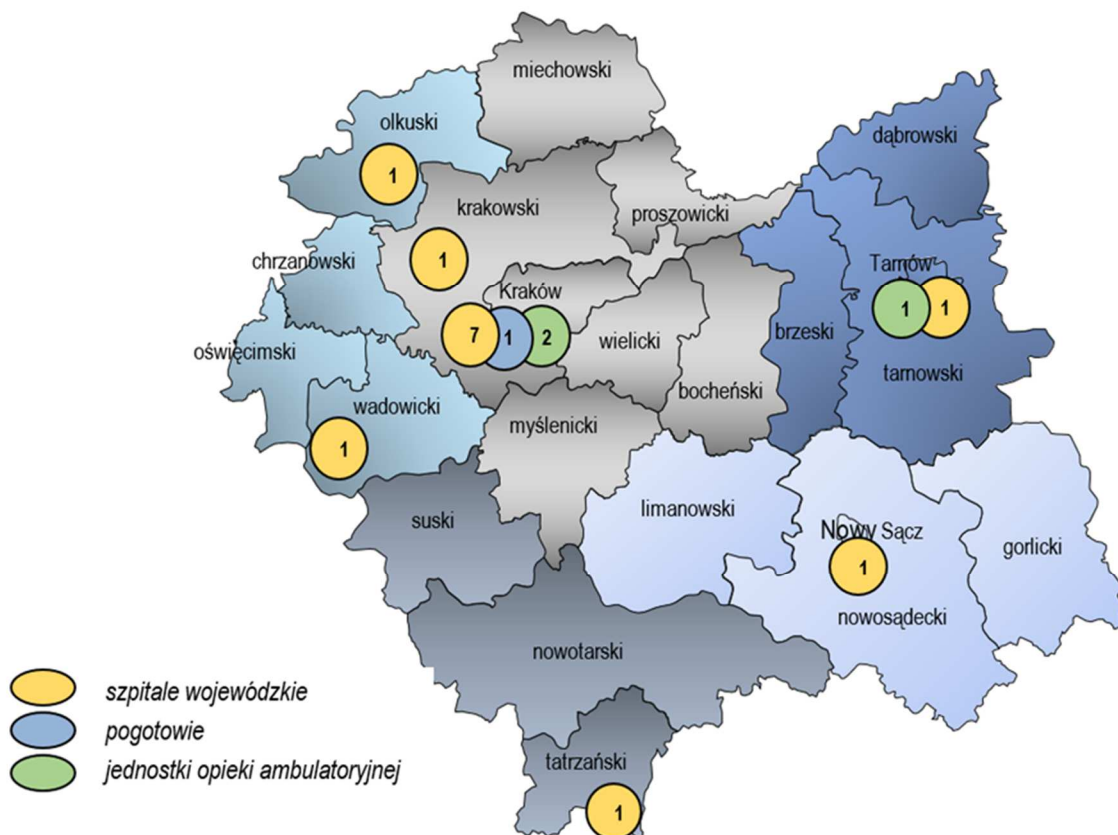 miechowski
olkuski
dąbrowski
1
krakowski
proszowicki
1
chrzanowski
Tarnów
Kraków
1 1
7 1 2
wielicki
brzeski
oświęcimski
tarnowski
bocheński
wadowicki
myślenicki
1
limanowski
suski
Nowy Sącz
gorlicki
1
nowosądecki
nowotarski
szpitale wojewódzkie
pogotowie
tatrzański
jednostki opieki ambulatoryjnej
1